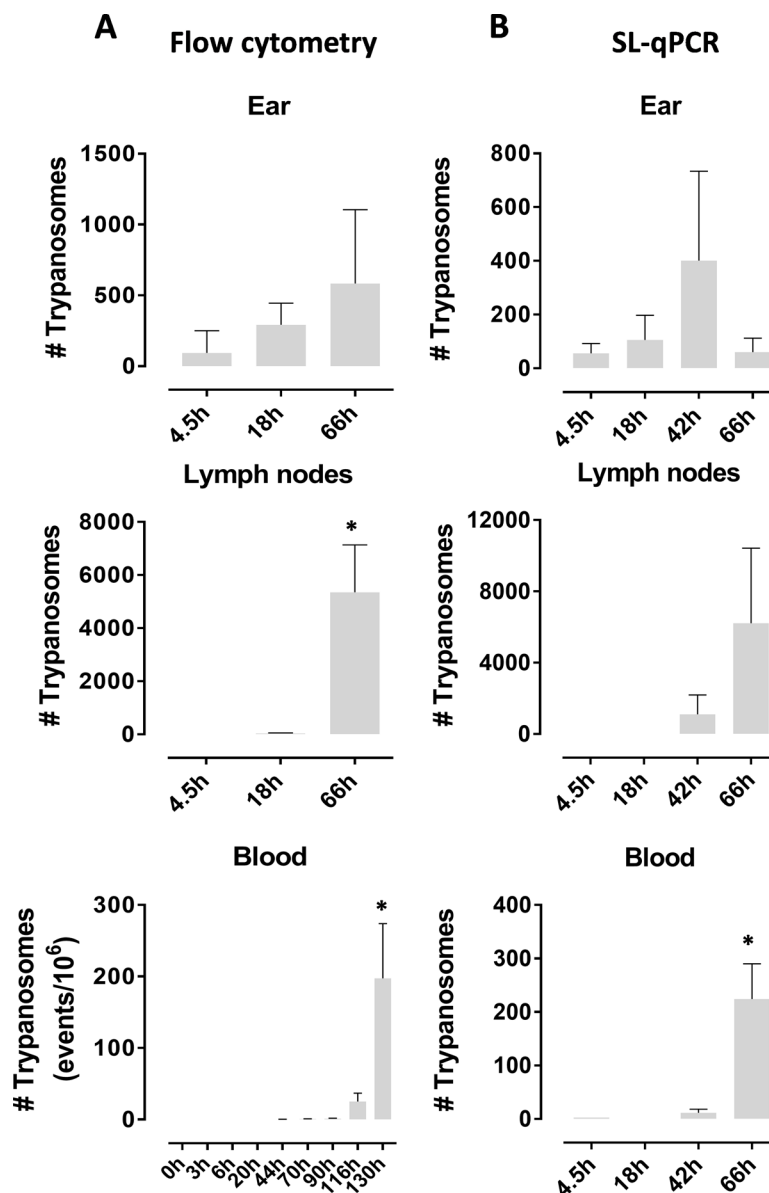 A
Flow cytometry
Ear
# Trypanosomes
1500
1000
500
0
4.5h
18h
66h
Lymph nodes
# Trypanosomes
8000
6000
4000
2000
0
*
4.5h
18h
66h
Blood
# Trypanosomes
(events/10⁶)
300
200
100
0
*
0h
3h
6h
20h
44h
70h
90h
116h
130h
B
SL-qPCR
Ear
# Trypanosomes
800
600
400
200
0
4.5h
18h
42h
66h
Lymph nodes
# Trypanosomes
12000
8000
4000
0
4.5h
18h
42h
66h
Blood
# Trypanosomes
400
300
200
100
0
*
4.5h
18h
42h
66h